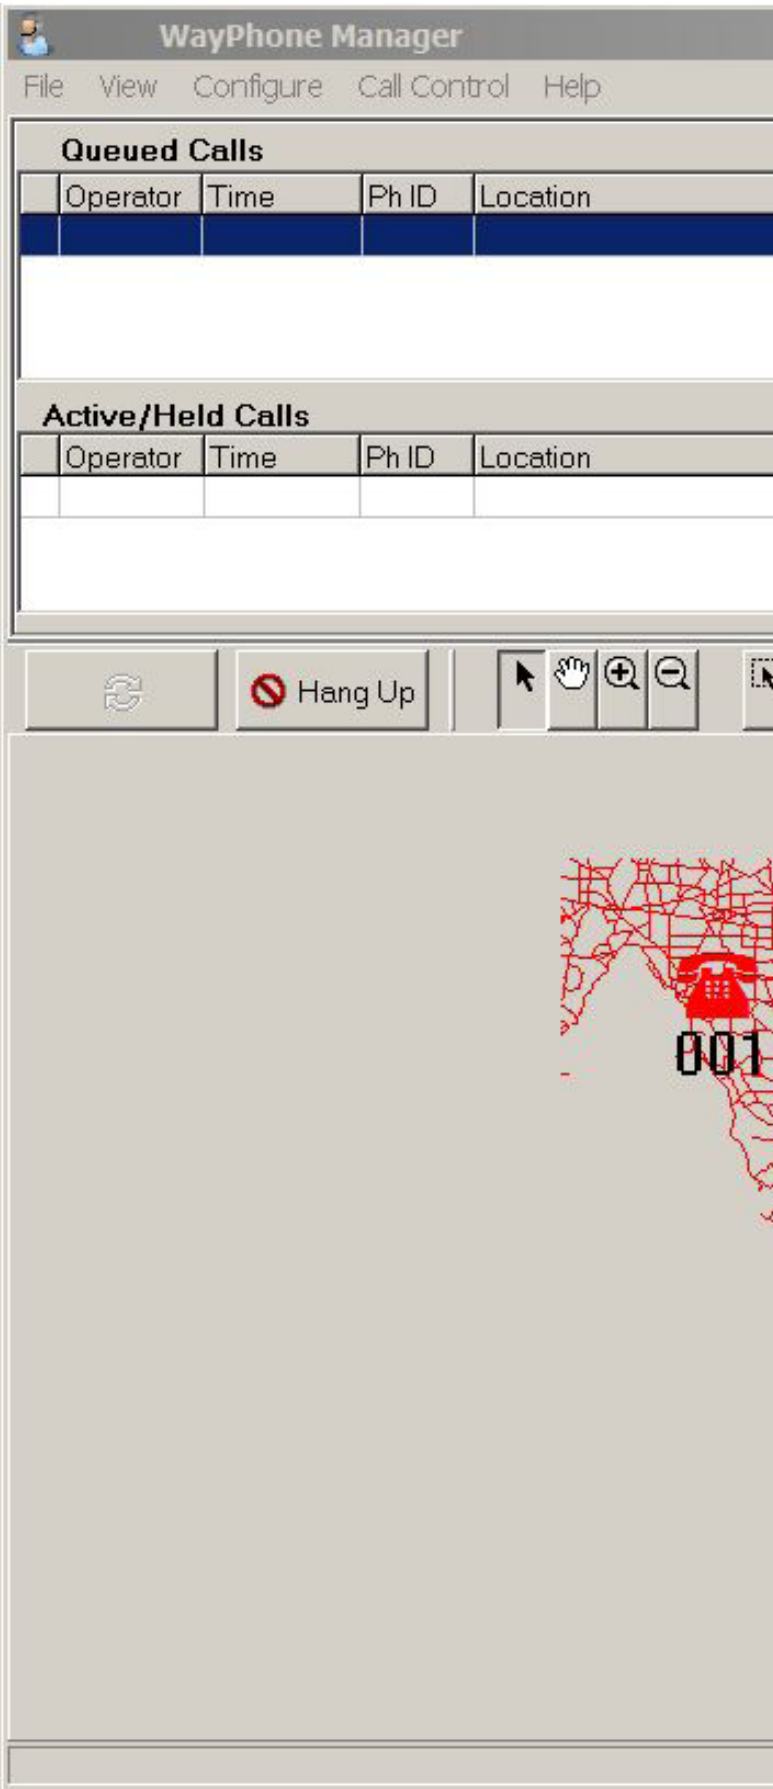 WayPhone Manager
File View Configure Call Control Help
Queued Calls
Operator Time Ph ID Location
Active/Held Calls
Operator Time Ph ID Location
Hang Up
001